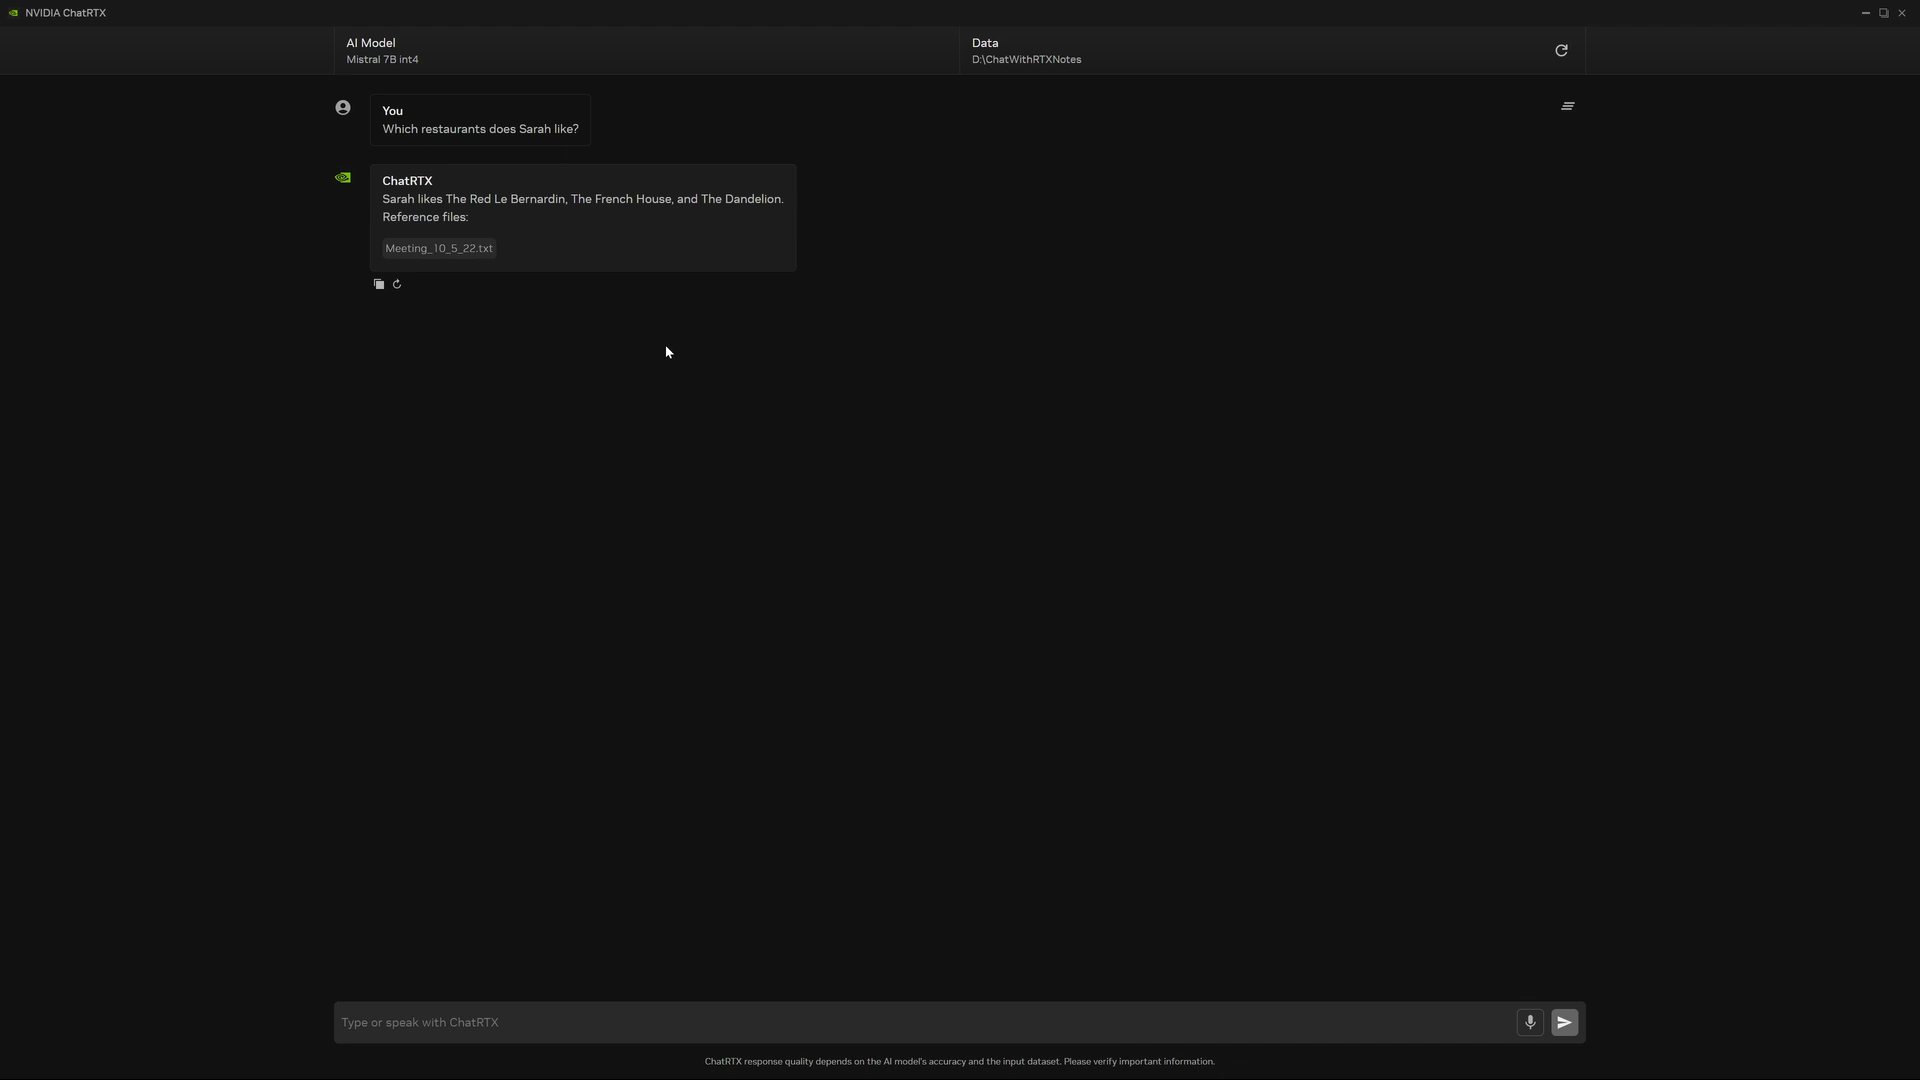 NVIDIA ChatRTX
AI Model
Mistral 7B int4
Data
D:\ChatWithRTXNotes
You
Which restaurants does Sarah like?
ChatRTX
Sarah likes The Red Le Bernardin, The French House, and The Dandelion.
Reference files:
Meeting_10_5_22.txt
Type or speak with ChatRTX
ChatRTX response quality depends on the AI model's accuracy and the input dataset. Please verify important information.